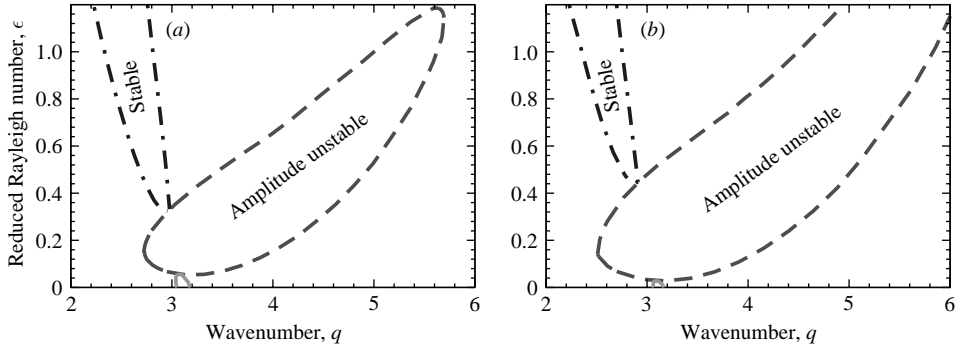 (a)
(b)
Reduced Rayleigh number, ϵ
1.0
0.8
0.6
0.4
0.2
0
Stable
Amplitude unstable
2 3 4 5 6
Wavenumber, q
1.0
0.8
0.6
0.4
0.2
0
Stable
Amplitude unstable
2 3 4 5 6
Wavenumber, q